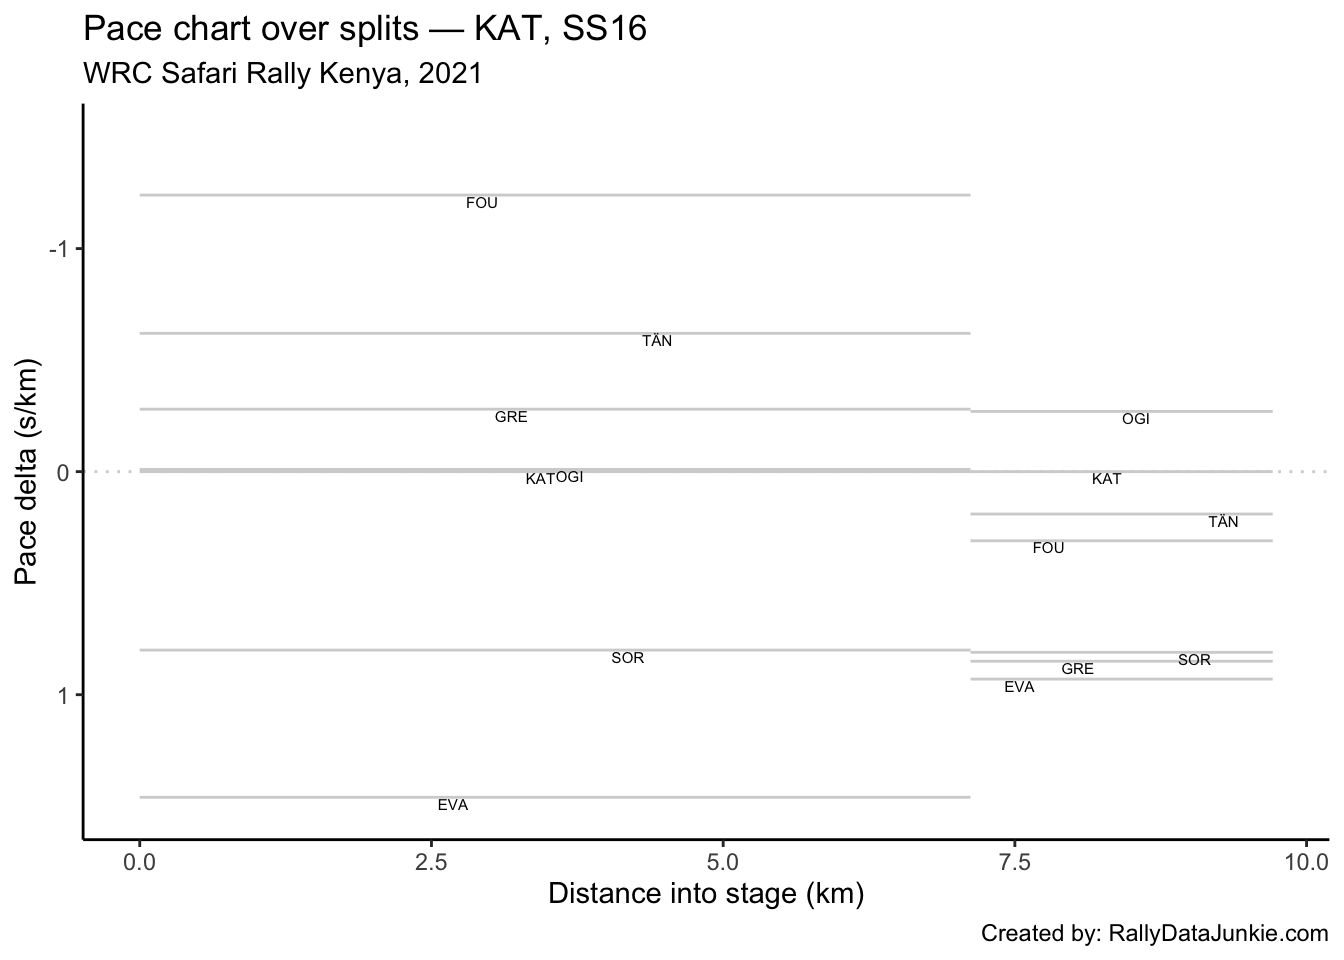 Pace chart over splits — KAT, SS16
WRC Safari Rally Kenya, 2021
FOU
-1
TÄN
GRE
OGI
0
KAT
OGI
KAT
TÄN
FOU
SOR
SOR
GRE
EVA
1
EVA
0.0 2.5 5.0 7.5 10.0
Pace delta (s/km)
Distance into stage (km)
Created by: RallyDataJunkie.com